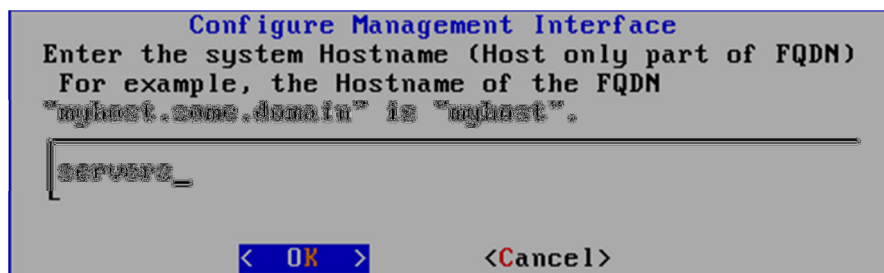 Configure Management Interface
Enter the system Hostname (Host only part of FQDN)
For example, the Hostname of the FQDN
"myhost.some.domain" is "myhost".
servers_
< OK > <Cancel>